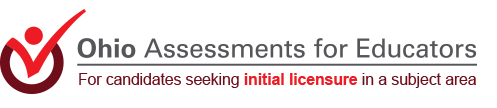 Ohio Assessments for Educators
For candidates seeking initial licensure in a subject area